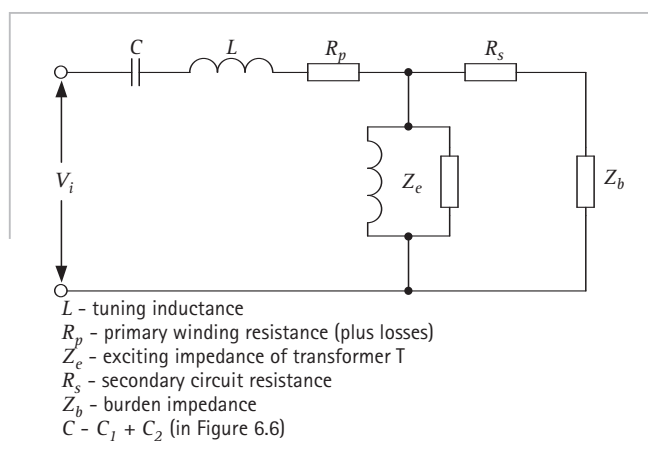 C
L
R_p
R_s
V_i
Z_e
Z_b
L - tuning inductance
R_p - primary winding resistance (plus losses)
Z_e - exciting impedance of transformer T
R_s - secondary circuit resistance
Z_b - burden impedance
C - C_1 + C_2 (in Figure 6.6)